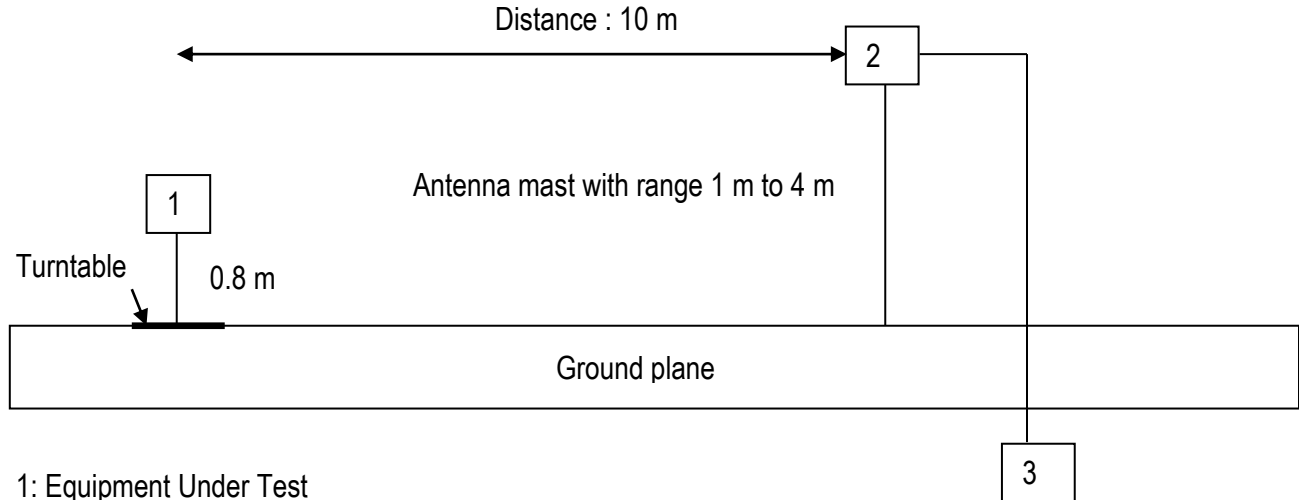 Distance : 10 m
2
Antenna mast with range 1 m to 4 m
1
Turntable
0.8 m
Ground plane
3
1: Equipment Under Test